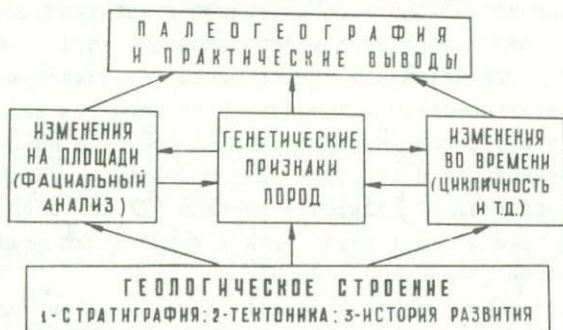 ПАЛЕОГЕОГРАФИЯ
И ПРАКТИЧЕСКИЕ ВЫВОДЫ
ИЗМЕНЕНИЯ
НА ПЛОЩАДИ
(ФАЦИАЛЬНЫЙ
АНАЛИЗ)
ГЕНЕТИЧЕСКИЕ
ПРИЗНАКИ
ПОРОД
ИЗМЕНЕНИЯ
ВО ВРЕМЕНИ
(ЦИКЛИЧНОСТЬ
И Т.Д.)
ГЕОЛОГИЧЕСКОЕ СТРОЕНИЕ
1-СТРАТИГРАФИЯ; 2-ТЕКТОНИКА; 3-ИСТОРИЯ РАЗВИТИЯ